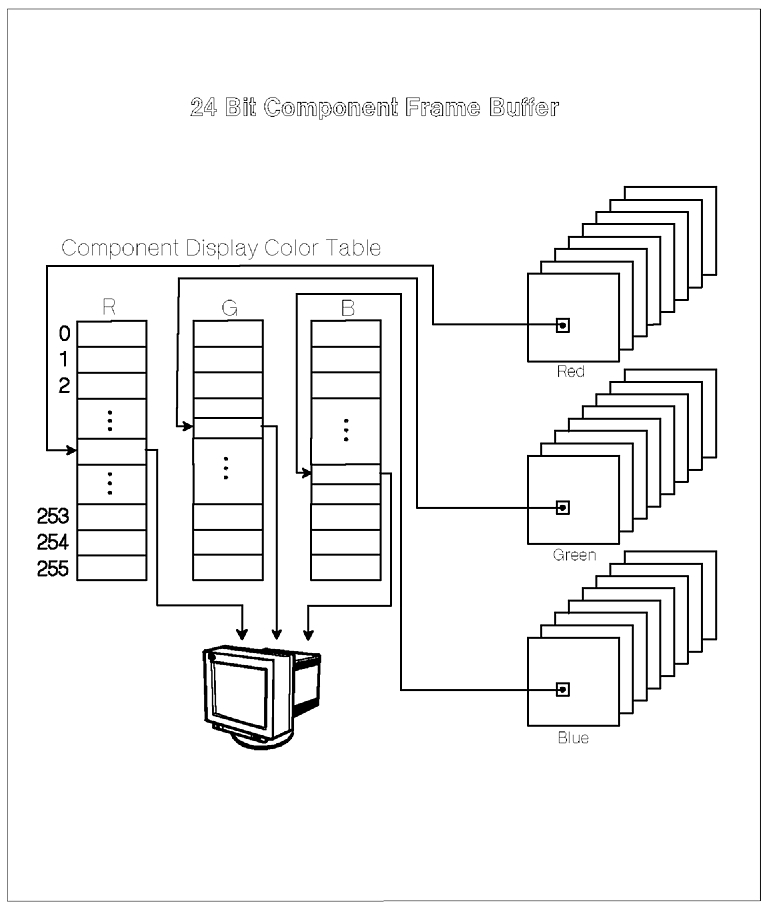 24 Bit Component Frame Buffer
Component Display Color Table
R G B
0
1
2
253
254
255
Red
Green
Blue